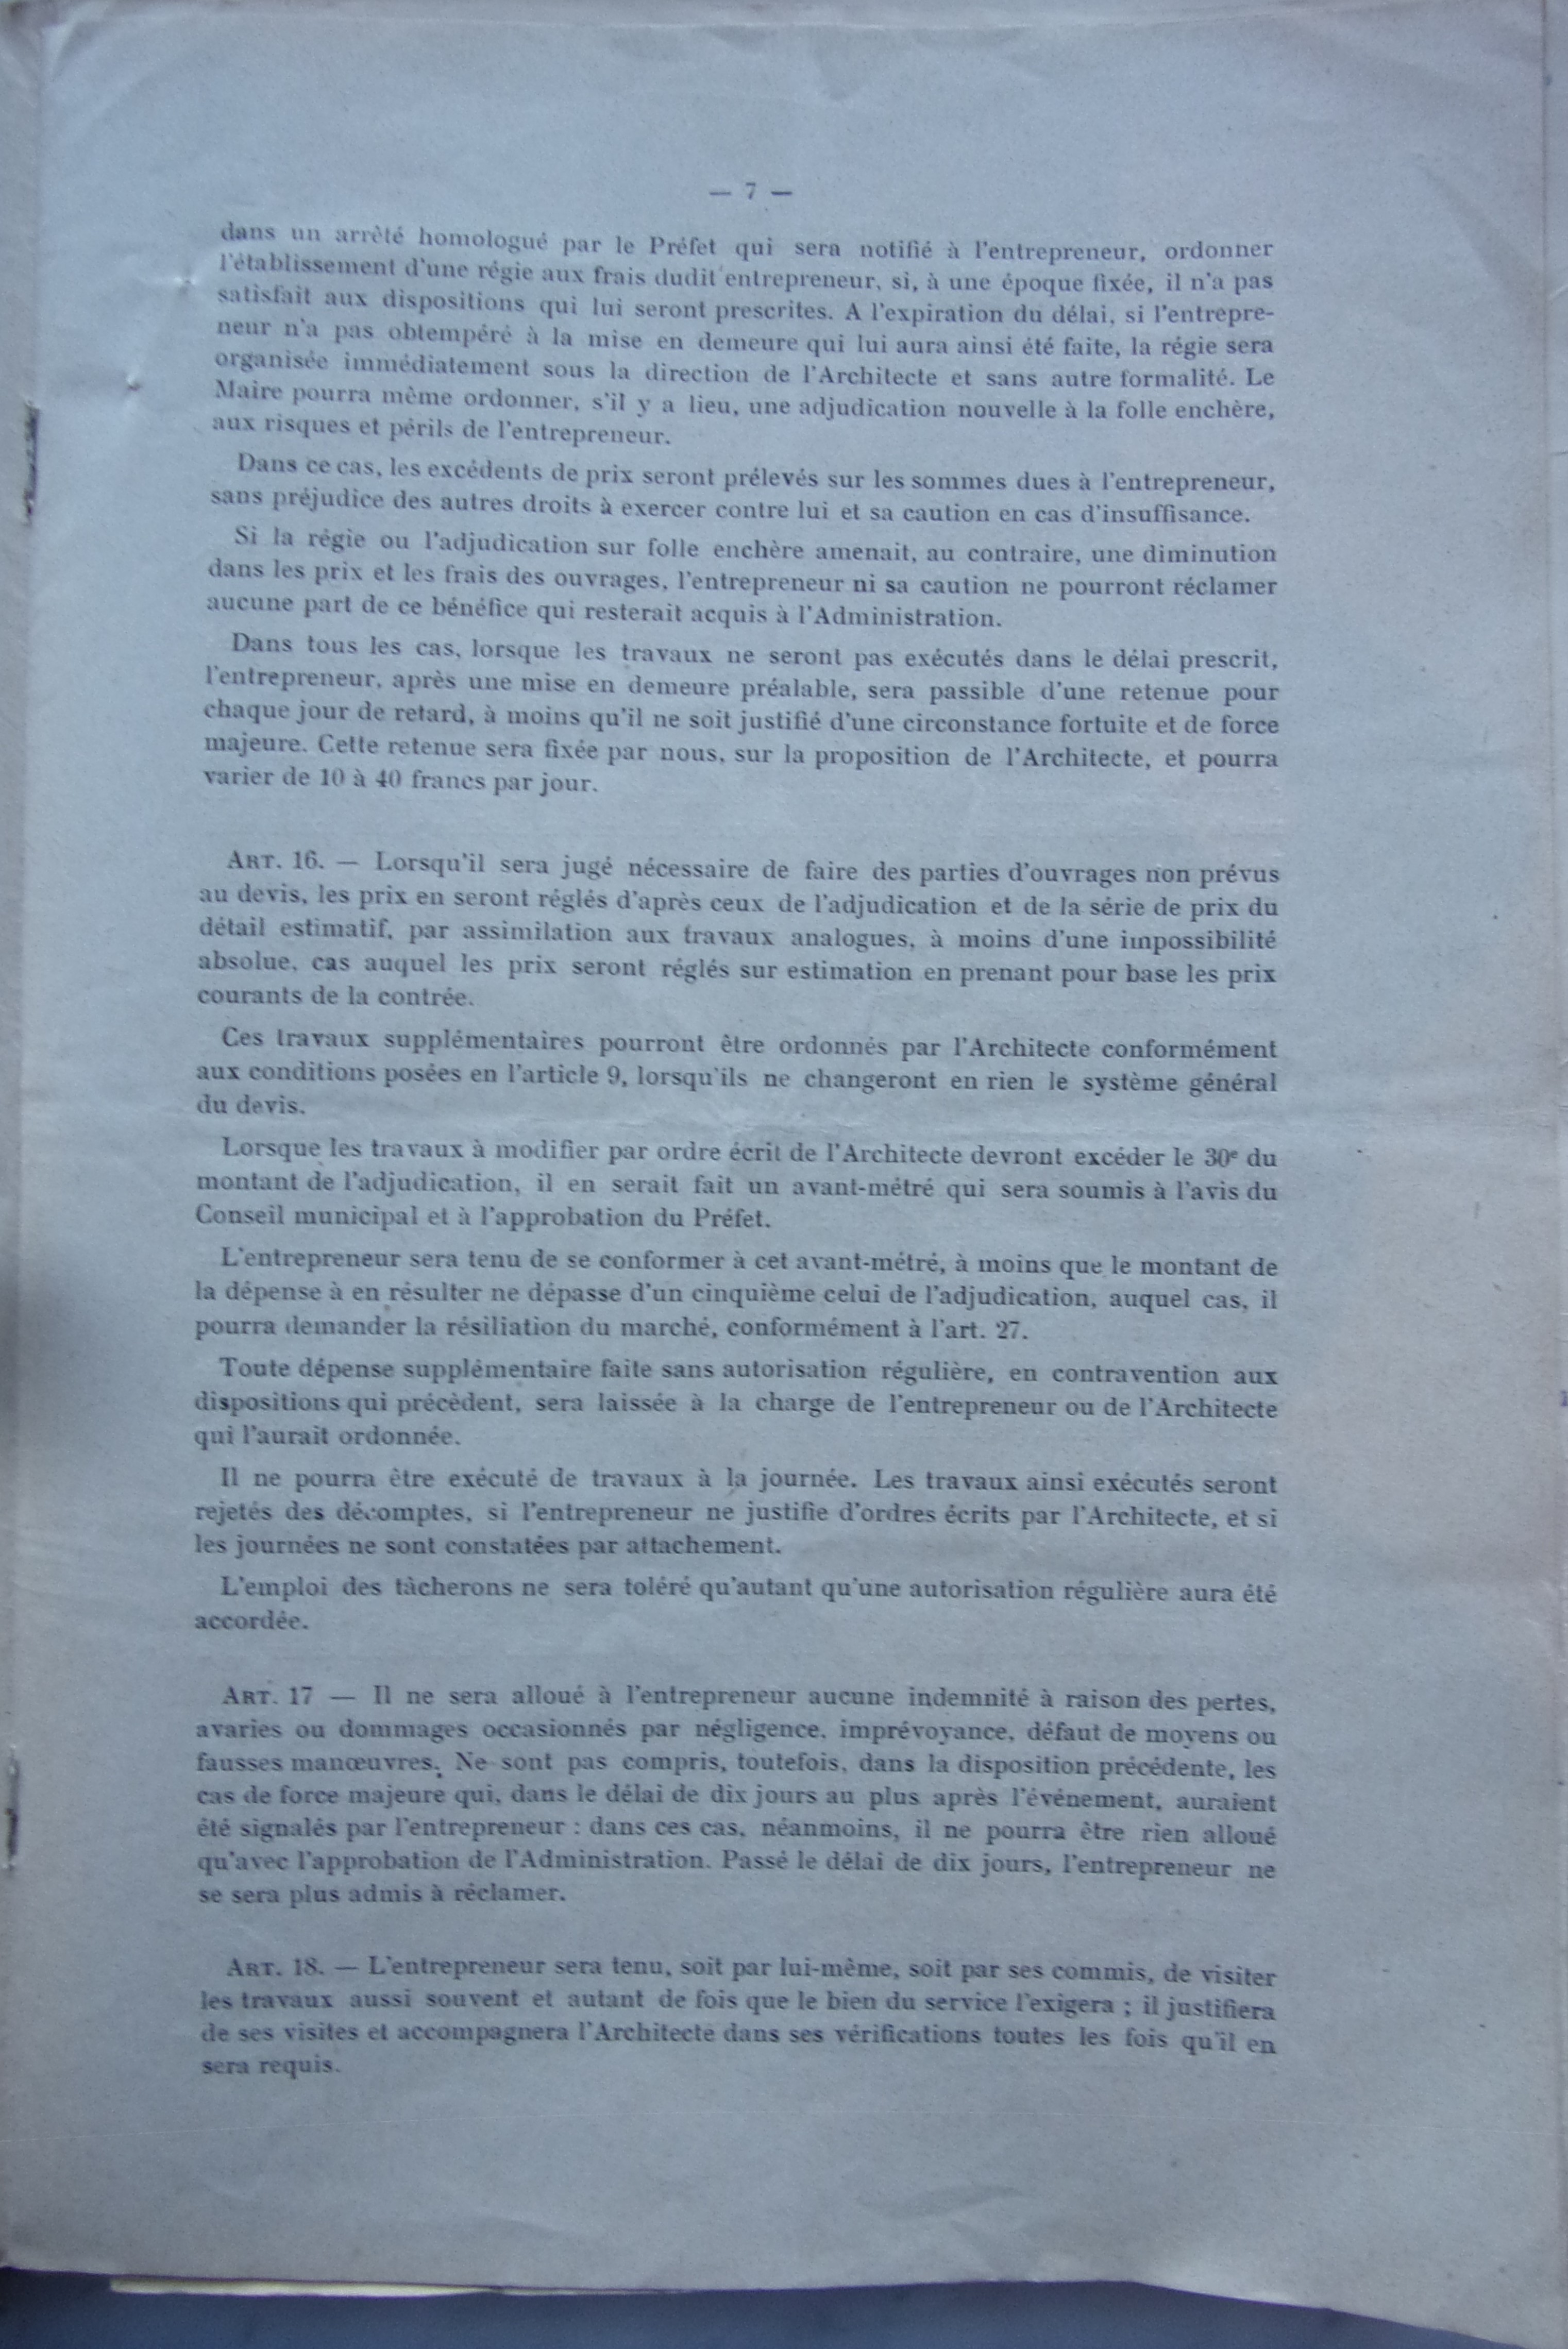 — 7 —
dans un arrêté homologué par le Préfet qui sera notifié à l'entrepreneur, ordonner
l'établissement d'une régie aux frais dudit entrepreneur, si, à une époque fixée, il n'a pas
satisfait aux dispositions qui lui seront prescrites. A l'expiration du délai, si l'entrepre-
neur n'a pas obtempéré à la mise en demeure qui lui aura ainsi été faite, la régie sera
organisée immédiatement sous la direction de l'Architecte et sans autre formalité. Le
Maire pourra même ordonner, s'il y a lieu, une adjudication nouvelle à la folle enchère,
aux risques et périls de l'entrepreneur.
Dans ce cas, les excédents de prix seront prélevés sur les sommes dues à l'entrepreneur,
sans préjudice des autres droits à exercer contre lui et sa caution en cas d'insuffisance.
Si la régie ou l'adjudication sur folle enchère amenait, au contraire, une diminution
dans les prix et les frais des ouvrages, l'entrepreneur ni sa caution ne pourront réclamer
aucune part de ce bénéfice qui resterait acquis à l'Administration.
Dans tous les cas, lorsque les travaux ne seront pas exécutés dans le délai prescrit,
l'entrepreneur, après une mise en demeure préalable, sera passible d'une retenue pour
chaque jour de retard, à moins qu'il ne soit justifié d'une circonstance fortuite et de force
majeure. Cette retenue sera fixée par nous, sur la proposition de l'Architecte, et pourra
varier de 10 à 40 francs par jour.
ART. 16. — Lorsqu'il sera jugé nécessaire de faire des parties d'ouvrages non prévus
au devis, les prix en seront réglés d'après ceux de l'adjudication et de la série de prix du
détail estimatif, par assimilation aux travaux analogues, à moins d'une impossibilité
absolue, cas auquel les prix seront réglés sur estimation en prenant pour base les prix
courants de la contrée.
Ces travaux supplémentaires pourront être ordonnés par l'Architecte conformément
aux conditions posées en l'article 9, lorsqu'ils ne changeront en rien le système général
du devis.
Lorsque les travaux à modifier par ordre écrit de l'Architecte devront excéder le 30e du
montant de l'adjudication, il en serait fait un avant-métré qui sera soumis à l'avis du
Conseil municipal et à l'approbation du Préfet.
L'entrepreneur sera tenu de se conformer à cet avant-métré, à moins que le montant de
la dépense à en résulter ne dépasse d'un cinquième celui de l'adjudication, auquel cas, il
pourra demander la résiliation du marché, conformément à l'art. 27.
Toute dépense supplémentaire faite sans autorisation régulière, en contravention aux
dispositions qui précèdent, sera laissée à la charge de l'entrepreneur ou de l'Architecte
qui l'aurait ordonnée.
Il ne pourra être exécuté de travaux à la journée. Les travaux ainsi exécutés seront
rejetés des décomptes, si l'entrepreneur ne justifie d'ordres écrits par l'Architecte, et si
les journées ne sont constatées par attachement.
L'emploi des tâcherons ne sera toléré qu'autant qu'une autorisation régulière aura été
accordée.
ART. 17 — Il ne sera alloué à l'entrepreneur aucune indemnité à raison des pertes,
avaries ou dommages occasionnés par négligence, imprévoyance, défaut de moyens ou
fausses manœuvres. Ne sont pas compris, toutefois, dans la disposition précédente, les
cas de force majeure qui, dans le délai de dix jours au plus après l'événement, auraient
été signalés par l'entrepreneur : dans ces cas, néanmoins, il ne pourra être rien alloué
qu'avec l'approbation de l'Administration. Passé le délai de dix jours, l'entrepreneur ne
se sera plus admis à réclamer.
ART. 18. — L'entrepreneur sera tenu, soit par lui-même, soit par ses commis, de visiter
les travaux aussi souvent et autant de fois que le bien du service l'exigera ; il justifiera
de ses visites et accompagnera l'Architecte dans ses vérifications toutes les fois qu'il en
sera requis.